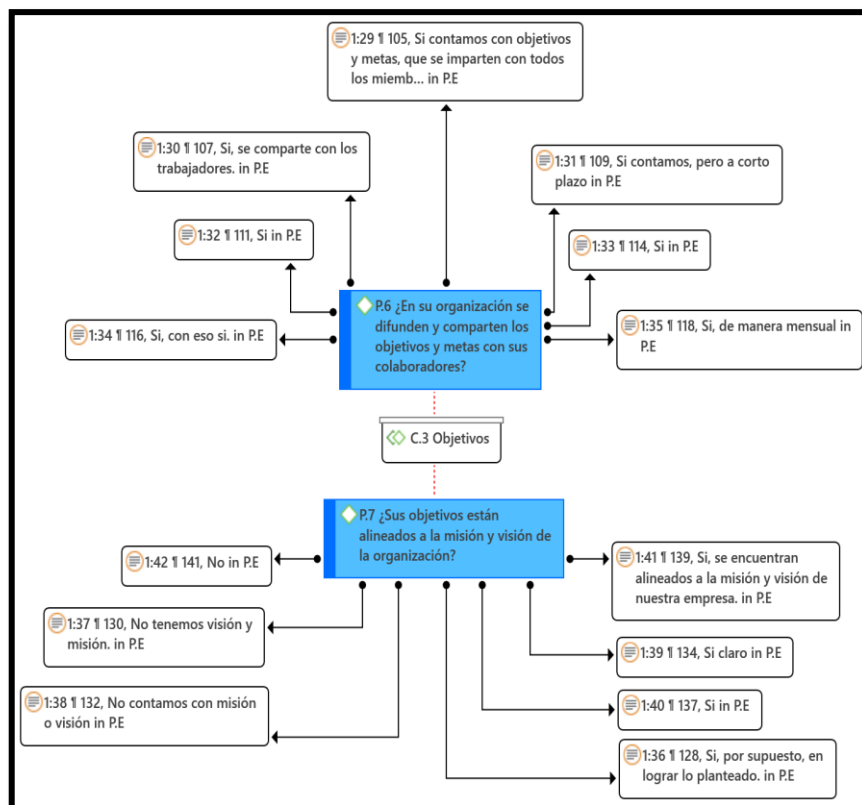 1:29 ¶ 105, Si contamos con objetivos
y metas, que se imparten con todos
los miemb... in P.E
1:30 ¶ 107, Si, se comparte con los
trabajadores. in P.E
1:31 ¶ 109, Si contamos, pero a corto
plazo in P.E
1:32 ¶ 111, Si in P.E
1:33 ¶ 114, Si in P.E
P.6 ¿En su organización se
difunden y comparten los
objetivos y metas con sus
colaboradores?
1:34 ¶ 116, Si, con eso si. in P.E
1:35 ¶ 118, Si, de manera mensual in
P.E
C.3 Objetivos
P.7 ¿Sus objetivos están
alineados a la misión y visión de
la organización?
1:42 ¶ 141, No in P.E
1:41 ¶ 139, Si, se encuentran
alineados a la misión y visión de
nuestra empresa. in P.E
1:37 ¶ 130, No tenemos visión y
misión. in P.E
1:39 ¶ 134, Si claro in P.E
1:38 ¶ 132, No contamos con misión
o visión in P.E
1:40 ¶ 137, Si in P.E
1:36 ¶ 128, Si, por supuesto, en
lograr lo planteado. in P.E